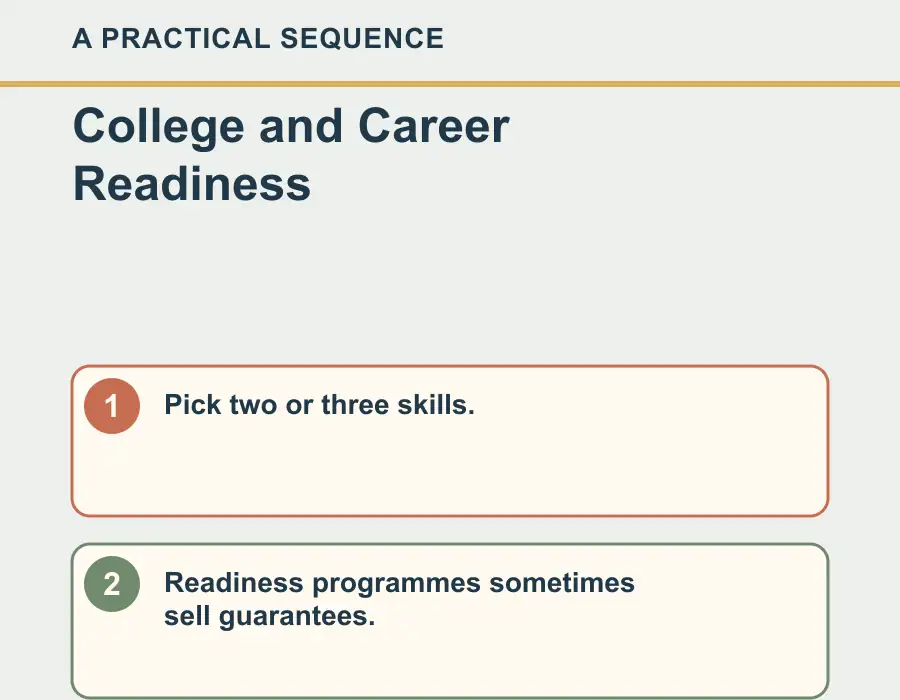 A PRACTICAL SEQUENCE
College and Career
Readiness
1
Pick two or three skills.
2
Readiness programmes sometimes
sell guarantees.